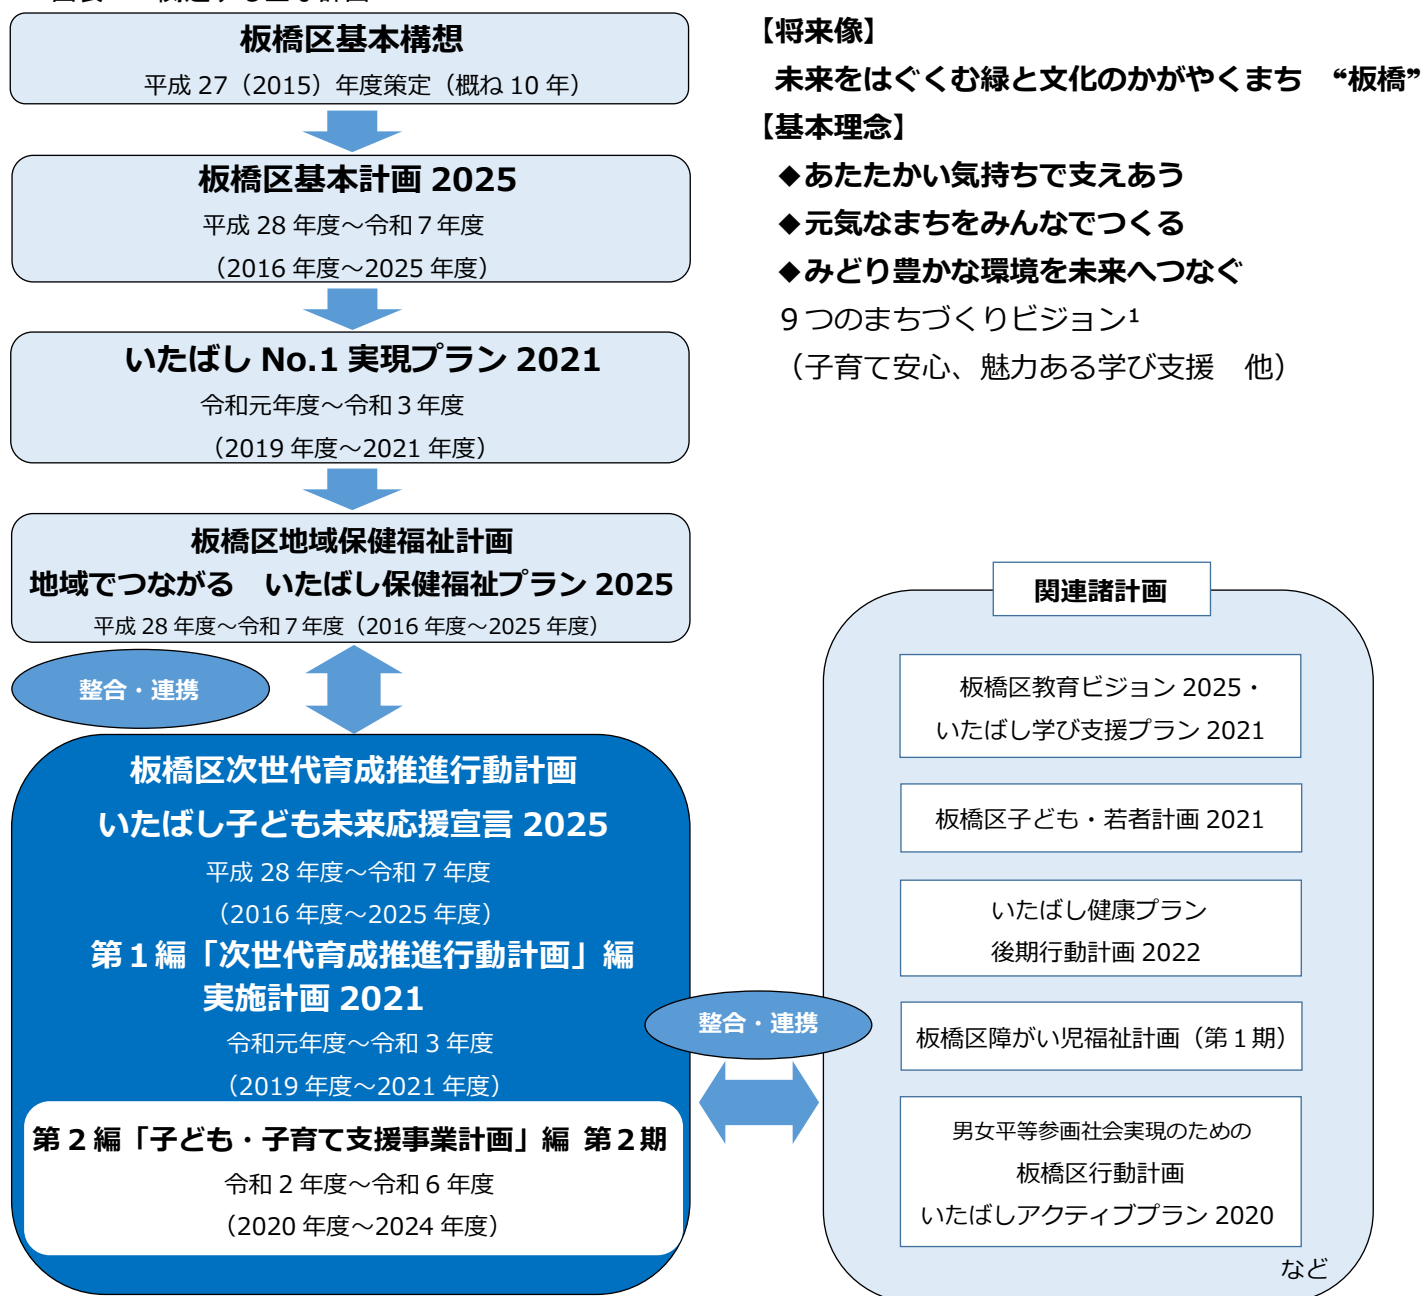 板橋区基本構想
平成 27（2015）年度策定（概ね 10 年）
板橋区基本計画 2025
平成 28 年度～令和７年度
（2016 年度～2025 年度）
いたばし No.1 実現プラン 2021
令和元年度～令和３年度
（2019 年度～2021 年度）
板橋区地域保健福祉計画
地域でつながる　いたばし保健福祉プラン 2025
平成 28 年度～令和７年度（2016 年度～2025 年度）
整合・連携
板橋区次世代育成推進行動計画
いたばし子ども未来応援宣言 2025
平成 28 年度～令和 7 年度
（2016 年度～2025 年度）
第１編「次世代育成推進行動計画」編
実施計画 2021
令和元年度～令和 3 年度
（2019 年度～2021 年度）
第２編「子ども・子育て支援事業計画」編 第２期
令和 2 年度～令和 6 年度
（2020 年度～2024 年度）
【将来像】
未来をはぐくむ緑と文化のかがやくまち　“板橋”
【基本理念】
◆あたたかい気持ちで支えあう
◆元気なまちをみんなでつくる
◆みどり豊かな環境を未来へつなぐ
９つのまちづくりビジョン¹
（子育て安心、魅力ある学び支援　他）
整合・連携
関連諸計画
板橋区教育ビジョン 2025・
いたばし学び支援プラン 2021
板橋区子ども・若者計画 2021
いたばし健康プラン
後期行動計画 2022
板橋区障がい児福祉計画（第１期）
男女平等参画社会実現のための
板橋区行動計画
いたばしアクティブプラン 2020
など